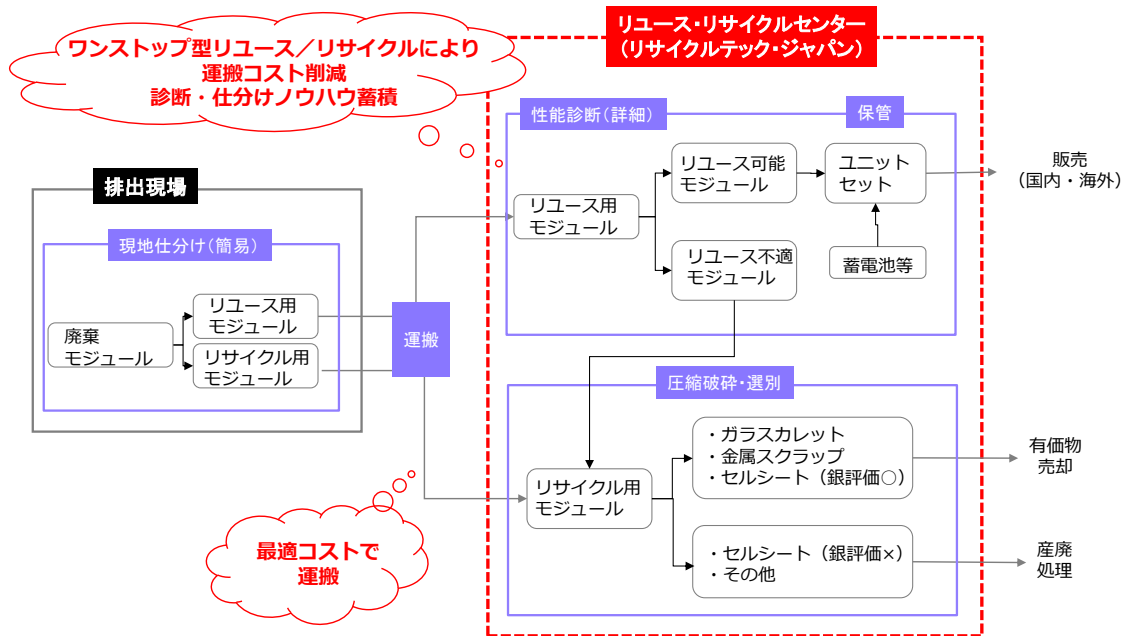 ワンストップ型リユース／リサイクルにより
運搬コスト削減
診断・仕分けノウハウ蓄積
リユース・リサイクルセンター
（リサイクルテック・ジャパン）
排出現場
現地仕分け（簡易）
廃棄
モジュール
リユース用
モジュール
リサイクル用
モジュール
運搬
最適コストで
運搬
性能診断（詳細）
保管
リユース用
モジュール
リユース可能
モジュール
リユース不適
モジュール
ユニット
セット
蓄電池等
販売
（国内・海外）
圧縮破砕・選別
リサイクル用
モジュール
・ガラスカレット
・金属スクラップ
・セルシート（銀評価○）
・セルシート（銀評価×）
・その他
有価物
売却
産廃
処理